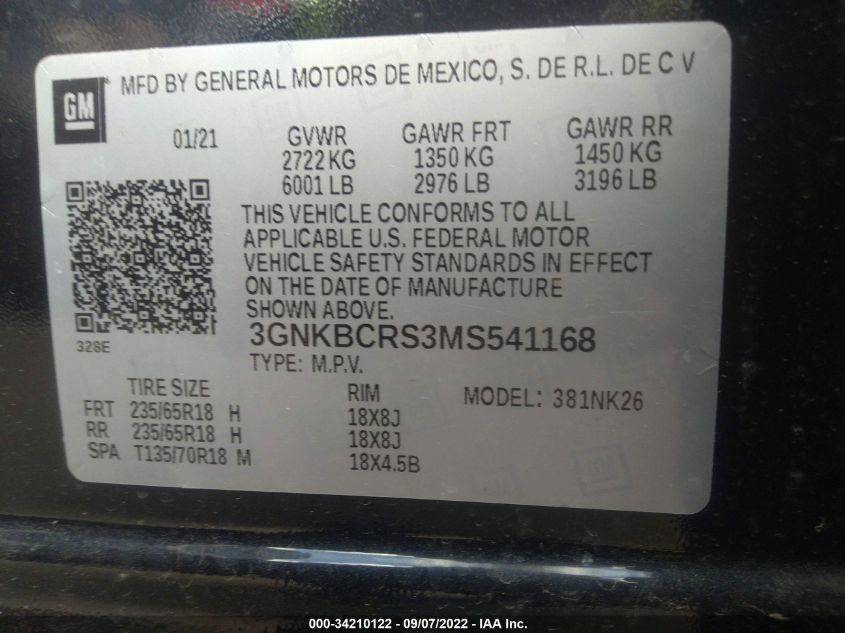 GM
MFD BY GENERAL MOTORS DE MEXICO, S. DE R.L. DE C V
01/21 GVWR GAWR FRT GAWR RR
2722 KG 1350 KG 1450 KG
6001 LB 2976 LB 3196 LB
THIS VEHICLE CONFORMS TO ALL
APPLICABLE U.S. FEDERAL MOTOR
VEHICLE SAFETY STANDARDS IN EFFECT
ON THE DATE OF MANUFACTURE
SHOWN ABOVE.
328E
3GNKBCRS3MS541168
TYPE: M.P.V.
TIRE SIZE RIM MODEL: 381NK26
FRT 235/65R18 H 18X8J
RR 235/65R18 H 18X8J
SPA T135/70R18 M 18X4.5B
000-34210122 - 09/07/2022 - IAA Inc.